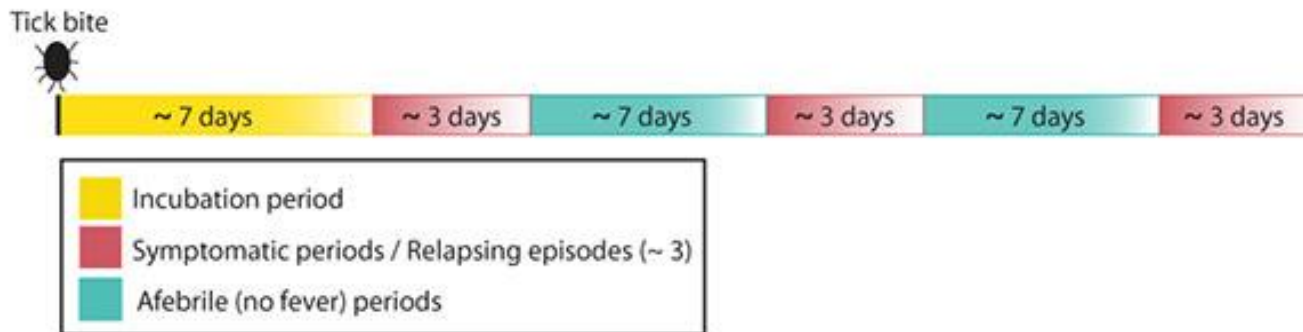 Tick bite
~ 7 days ~ 3 days ~ 7 days ~ 3 days ~ 7 days ~ 3 days
Incubation period
Symptomatic periods / Relapsing episodes (~ 3)
Afebrile (no fever) periods